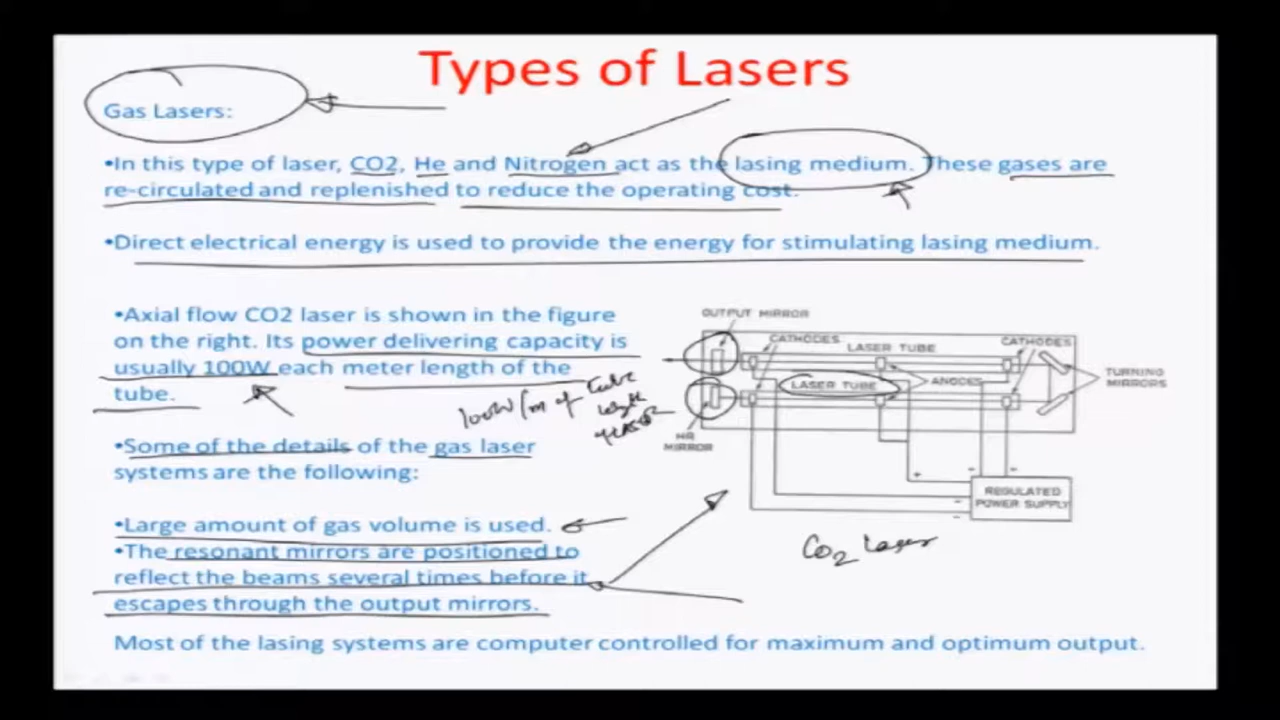 Types of Lasers
Gas Lasers:
•In this type of laser, CO2, He and Nitrogen act as the lasing medium. These gases are
re-circulated and replenished to reduce the operating cost.
•Direct electrical energy is used to provide the energy for stimulating lasing medium.
•Axial flow CO2 laser is shown in the figure
on the right. Its power delivering capacity is
usually 100W each meter length of the
tube.
100W/m of tube
length
•Some of the details of the gas laser
systems are the following:
•Large amount of gas volume is used.
•The resonant mirrors are positioned to
reflect the beams several times before it
escapes through the output mirrors.
OUTPUT MIRROR
CATHODES
LASER TUBE
CATHODES
LASER TUBE
ANODES
TURNING
MIRRORS
HR
MIRROR
+
-
-
-
-
REGULATED
POWER SUPPLY
CO2 Laser
Most of the lasing systems are computer controlled for maximum and optimum output.